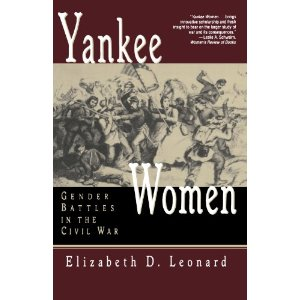 Yankee
"Yankee Women ... brings
innovative scholarship and fresh
insight to bear on the larger study of
war and its consequences."
—Leslie A. Schwalm,
Women's Review of Books
GENDER
BATTLES
IN THE
CIVIL WAR
Women
Elizabeth D. Leonard